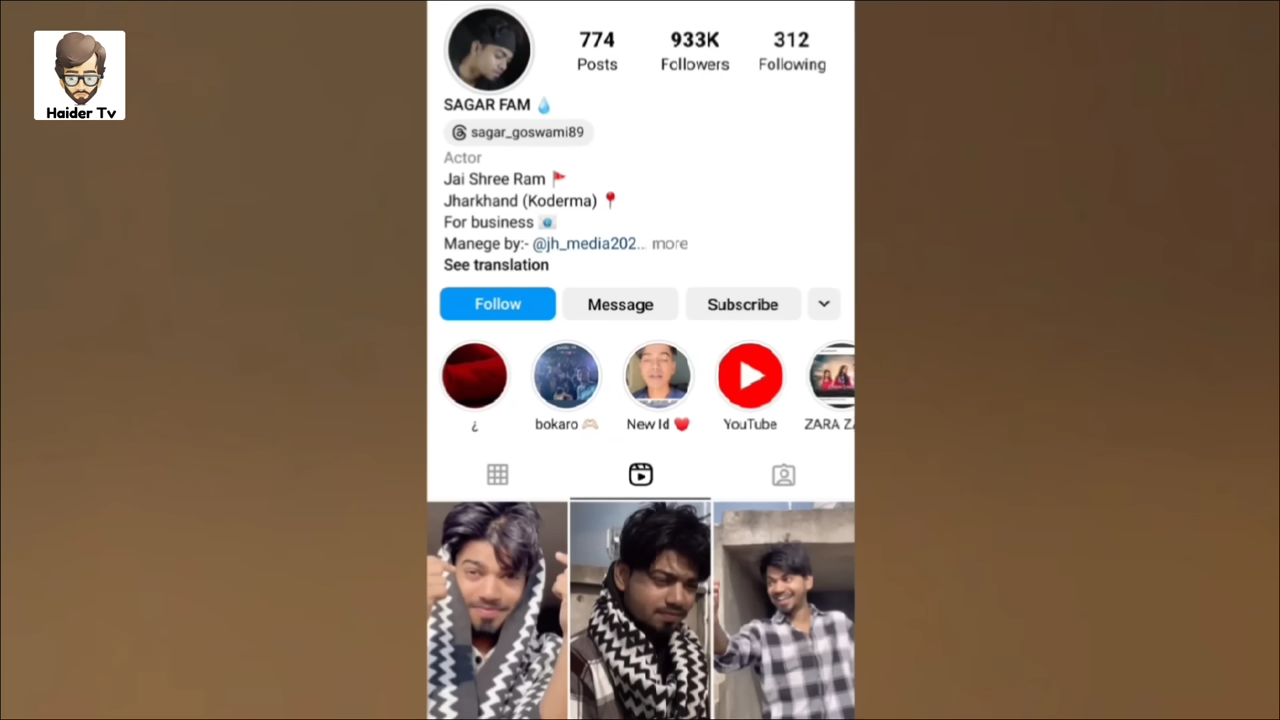 Haider Tv
774
Posts
933K
Followers
312
Following
SAGAR FAM
sagar_goswami89
Actor
Jai Shree Ram
Jharkhand (Koderma)
For business
Manege by:- @jh_media202... more
See translation
Follow
Message
Subscribe
¿
bokaro
New Id
YouTube
ZARA